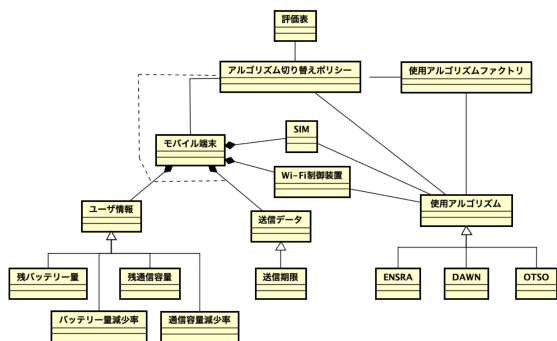 評価表
アルゴリズム切り替えポリシー
使用アルゴリズムファクトリ
SIM
モバイル端末
Wi-Fi制御装置
ユーザ情報
送信データ
使用アルゴリズム
残バッテリー量
残通信容量
送信期限
ENSRA
DAWN
OTSO
バッテリー量減少率
通信容量減少率